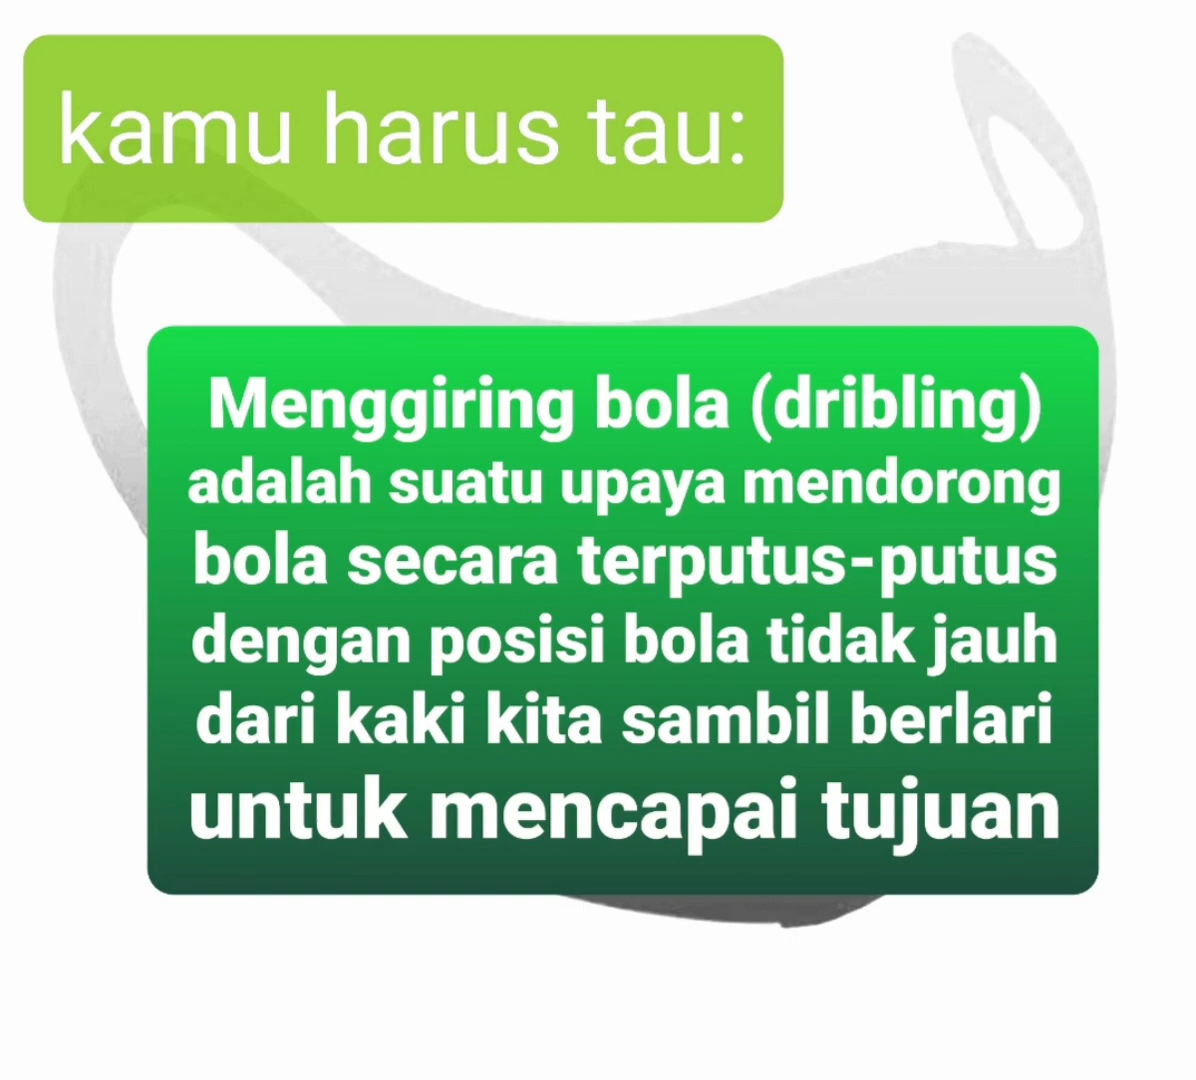 kamu harus tau:
Menggiring bola (dribling)
adalah suatu upaya mendorong
bola secara terputus-putus
dengan posisi bola tidak jauh
dari kaki kita sambil berlari
untuk mencapai tujuan